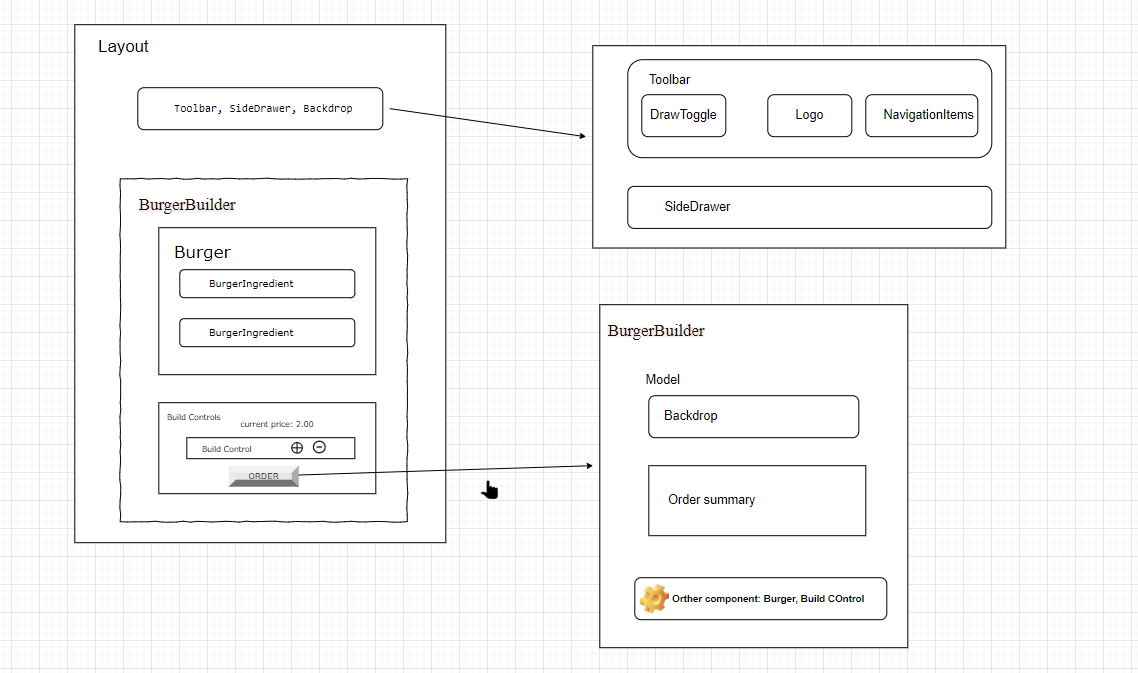 Layout
Toolbar, SideDrawer, Backdrop
BurgerBuilder
Burger
BurgerIngredient
BurgerIngredient
Build Controls
current price: 2.00
Build Control
ORDER
Toolbar
DrawToggle
Logo
NavigationItems
SideDrawer
BurgerBuilder
Model
Backdrop
Order summary
Orther component: Burger, Build COntrol